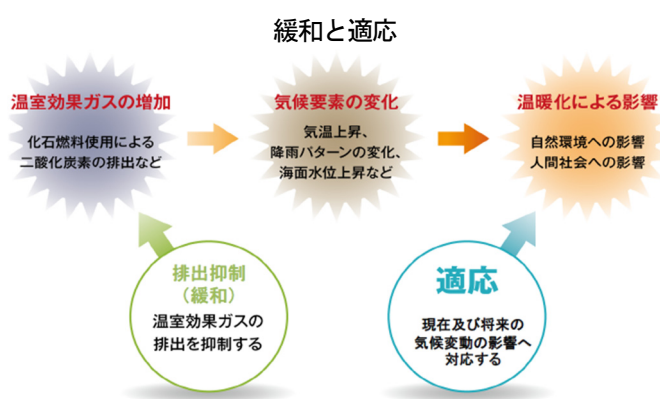 緩和と適応
温室効果ガスの増加
化石燃料使用による
二酸化炭素の排出など
気候要素の変化
気温上昇、
降雨パターンの変化、
海面水位上昇など
温暖化による影響
自然環境への影響
人間社会への影響
排出抑制
（緩和）
温室効果ガスの
排出を抑制する
適応
現在及び将来の
気候変動の影響へ
対応する